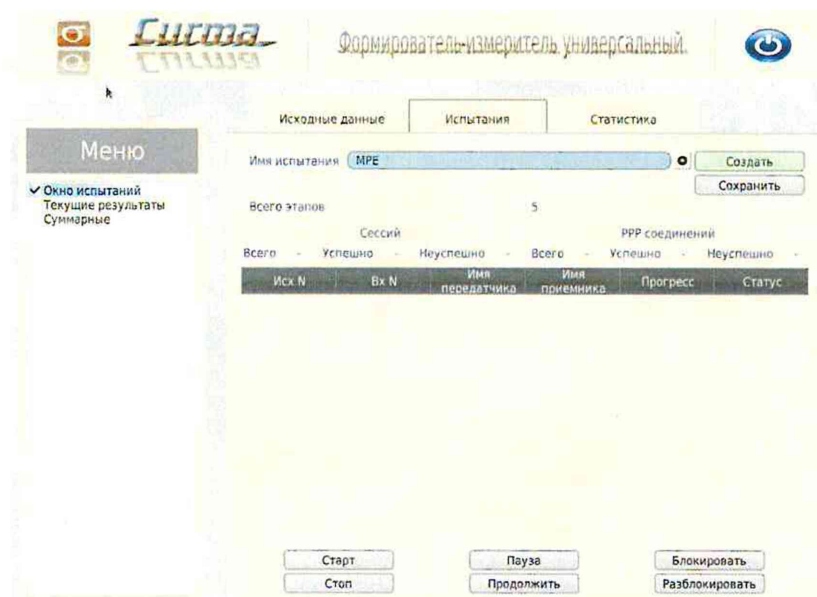 Сигма
Формирователь-измеритель универсальный
Исходные данные Испытания Статистика
Меню
✔ Окно испытаний
Текущие результаты
Суммарные
Имя испытания MPE Создать
Сохранить
Всего этапов 5
Сессий PPP соединений
Всего - Успешно - Неуспешно - Всего - Успешно - Неуспешно -
Исх N Вх N Имя передатчика Имя приемника Прогресс Статус
Старт Пауза Блокировать
Стоп Продолжить Разблокировать